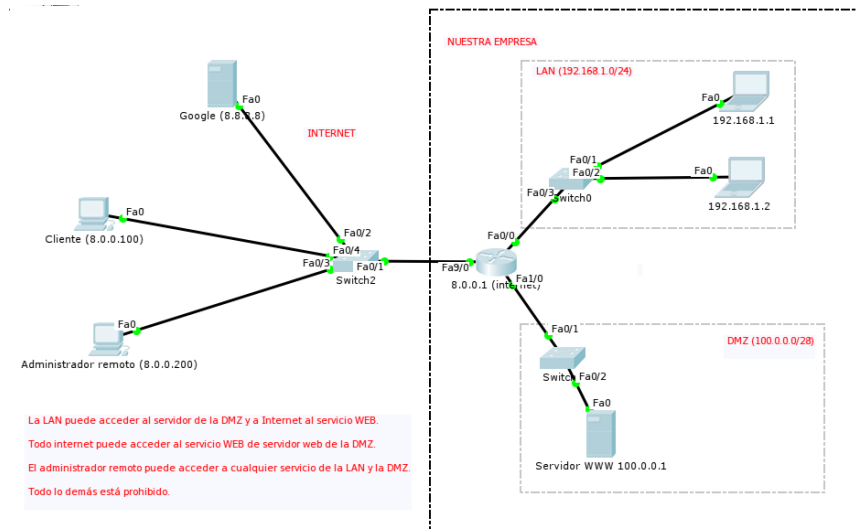 NUESTRA EMPRESA
LAN (192.168.1.0/24)
Fa0
Google (8.8.8.8)
INTERNET
Fa0
192.168.1.1
Fa0/1
Fa0/2
Fa0
Fa0/3
Switch0
192.168.1.2
Fa0
Cliente (8.0.0.100)
Fa0/2
Fa0/4
Fa0/3
Fa0/1
Switch2
Fa0/0
Fa9/0
8.0.0.1 (internet)
Fa1/0
Fa0
Administrador remoto (8.0.0.200)
Fa0/1
DMZ (100.0.0.0/28)
Switch
Fa0/2
Fa0
Servidor WWW 100.0.0.1
La LAN puede acceder al servidor de la DMZ y a Internet al servicio WEB.
Todo internet puede acceder al servicio WEB de servidor web de la DMZ.
El administrador remoto puede acceder a cualquier servicio de la LAN y la DMZ.
Todo lo demás está prohibido.